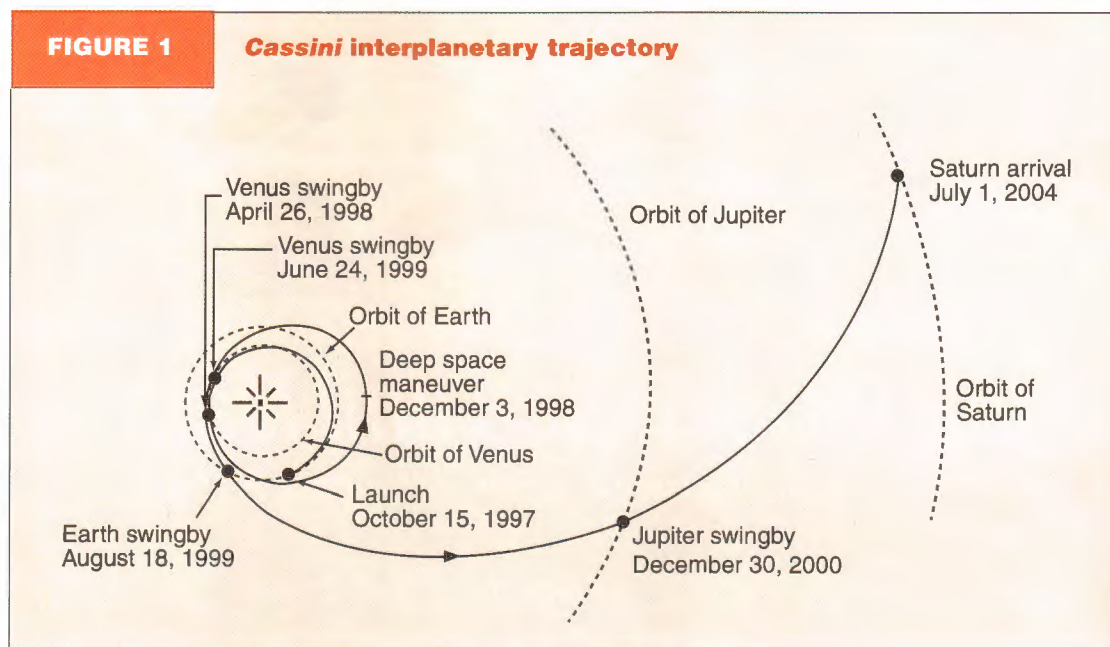 FIGURE 1
Cassini interplanetary trajectory
Venus swingby
April 26, 1998
Venus swingby
June 24, 1999
Orbit of Earth
Deep space
maneuver
December 3, 1998
Orbit of Venus
Launch
October 15, 1997
Earth swingby
August 18, 1999
Orbit of Jupiter
Jupiter swingby
December 30, 2000
Saturn arrival
July 1, 2004
Orbit of
Saturn